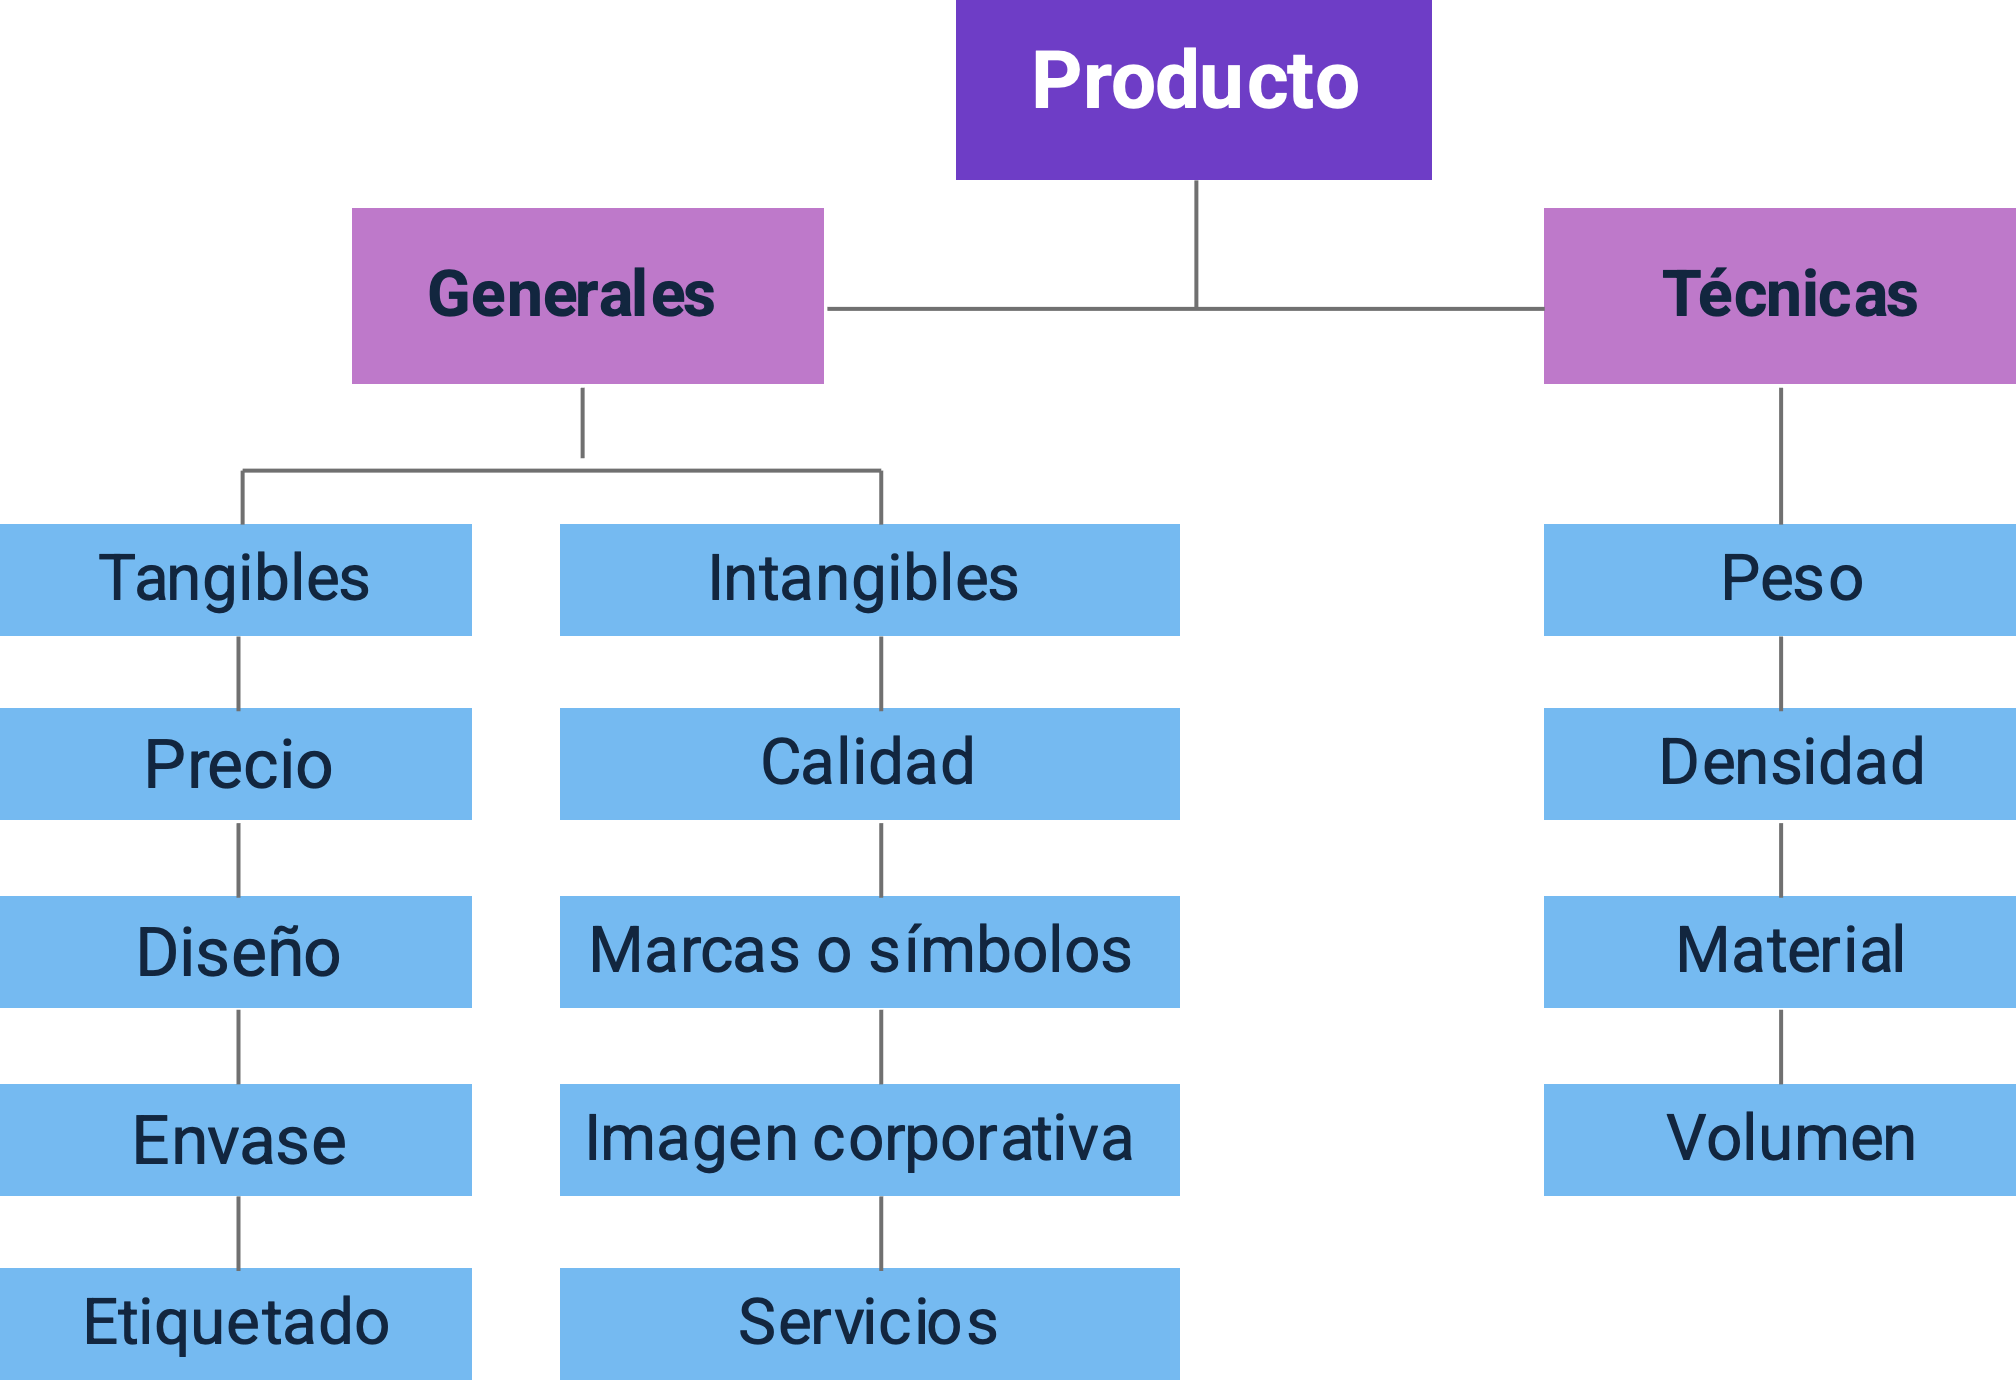 Producto
Generales
Técnicas
Tangibles
Intangibles
Peso
Precio
Calidad
Densidad
Diseño
Marcas o símbolos
Material
Envase
Imagen corporativa
Volumen
Etiquetado
Servicios